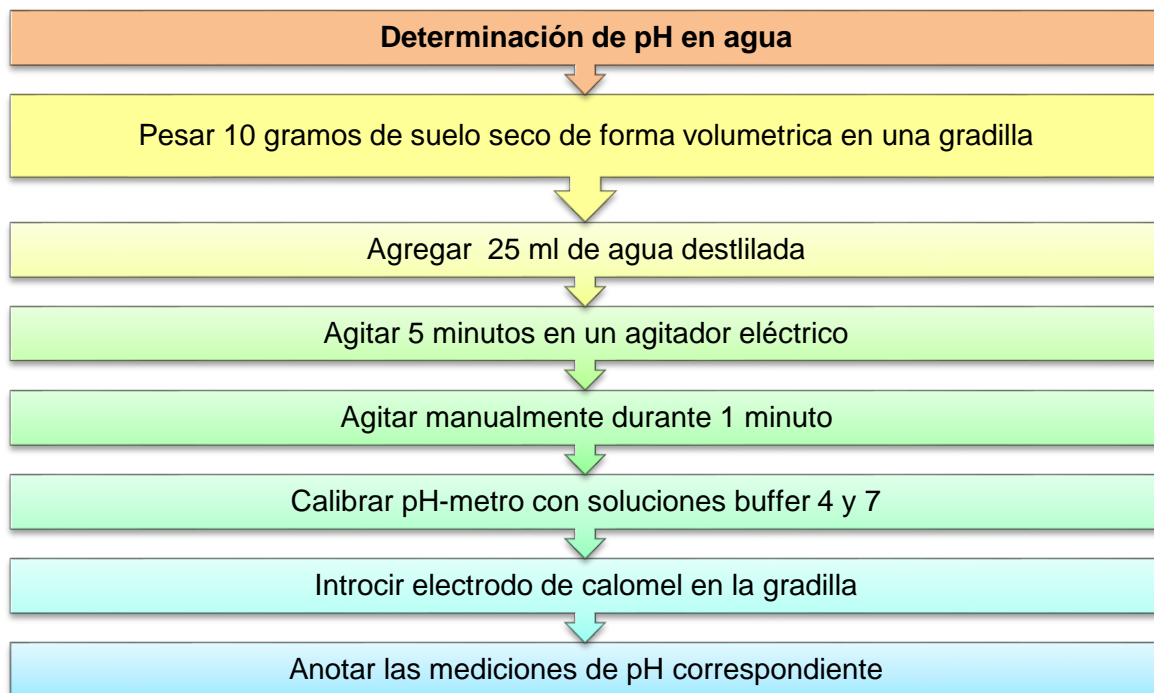 Determinación de pH en agua
Pesar 10 gramos de suelo seco de forma volumetrica en una gradilla
Agregar 25 ml de agua destlilada
Agitar 5 minutos en un agitador eléctrico
Agitar manualmente durante 1 minuto
Calibrar pH-metro con soluciones buffer 4 y 7
Introcir electrodo de calomel en la gradilla
Anotar las mediciones de pH correspondiente